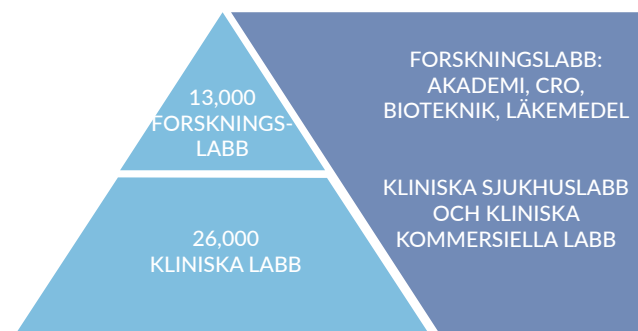 13,000
FORSKNINGS-
LABB
FORSKNINGSLABB:
AKADEMI, CRO,
BIOTEKNIK, LÄKEMEDEL
26,000
KLINISKA LABB
KLINISKA SJUKHUSLABB
OCH KLINISKA
KOMMERSIELLA LABB